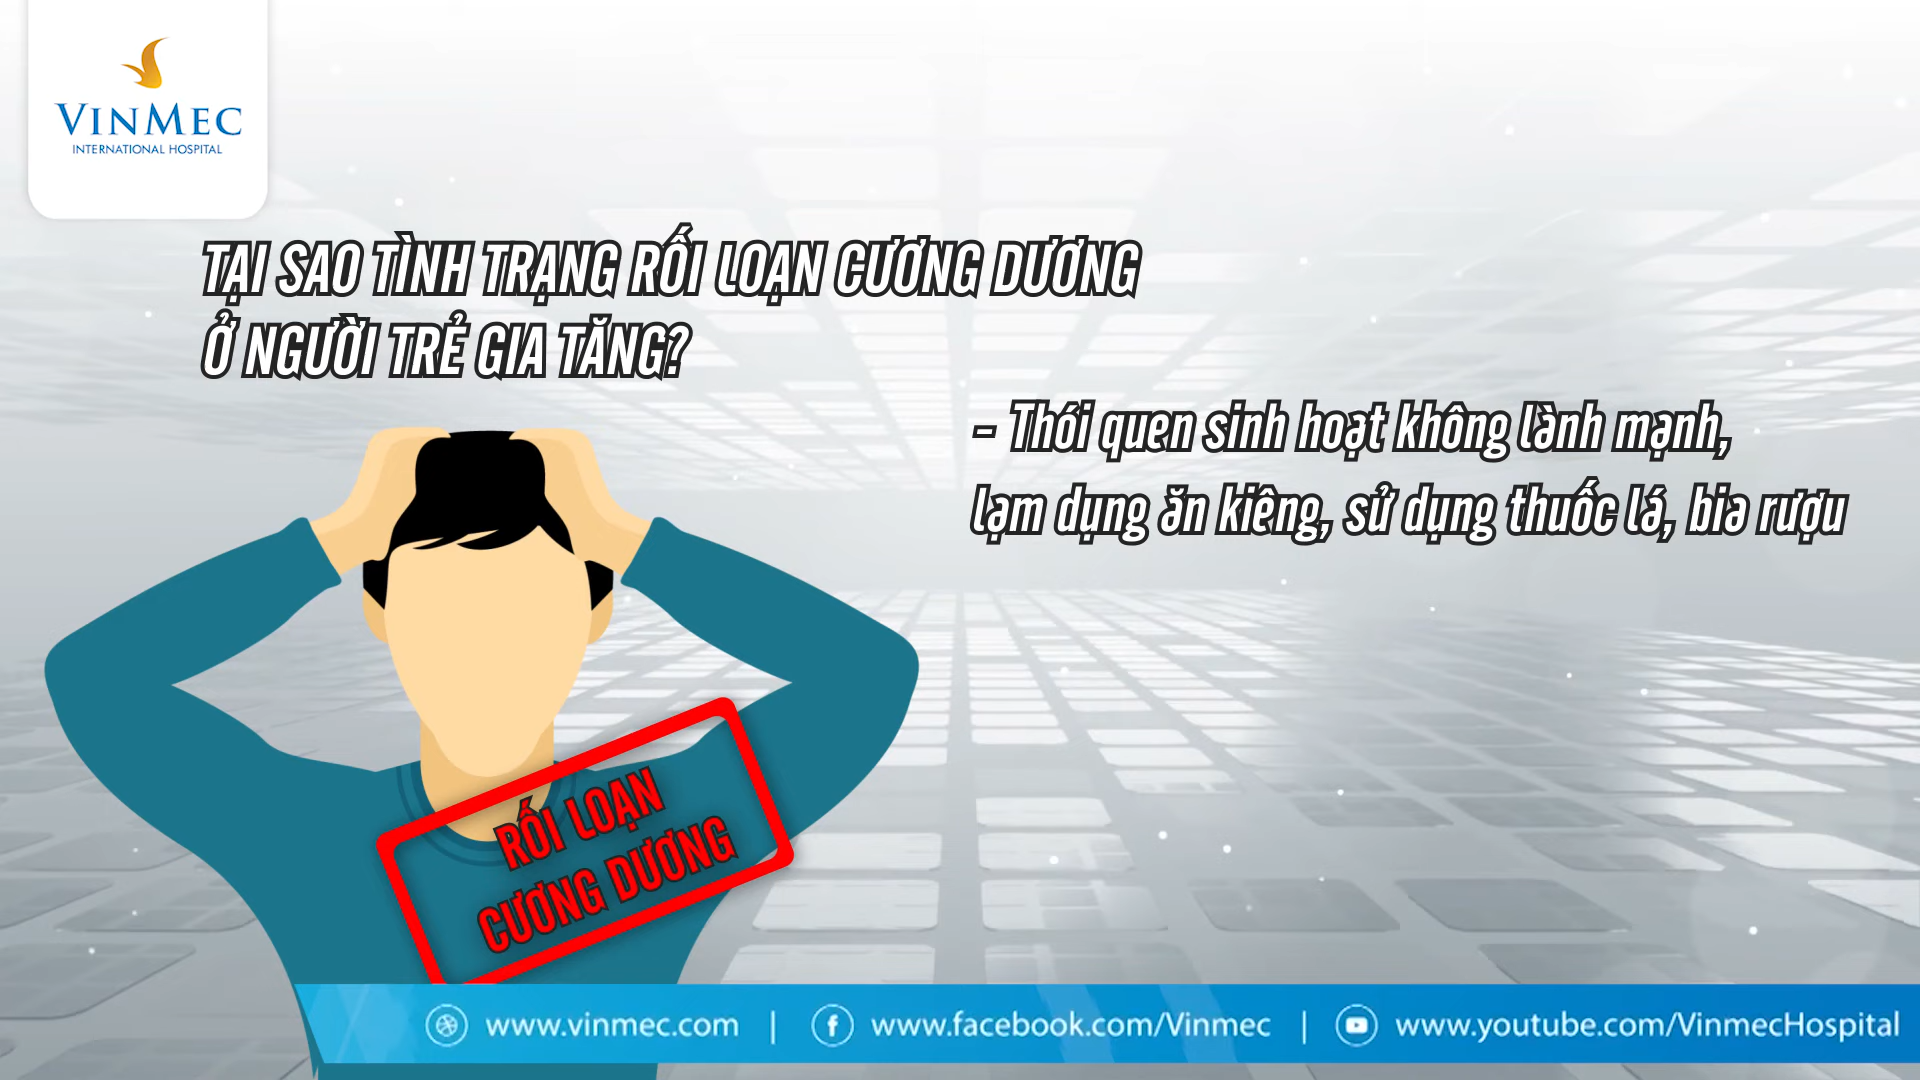 VINMEC
INTERNATIONAL HOSPITAL
TẠI SAO TÌNH TRẠNG RỐI LOẠN CƯƠNG DƯƠNG
Ở NGƯỜI TRẺ GIA TĂNG?
- Thói quen sinh hoạt không lành mạnh,
lạm dụng ăn kiêng, sử dụng thuốc lá, bia rượu
RỐI LOẠN
CƯƠNG DƯƠNG
www.vinmec.com | www.facebook.com/Vinmec | www.youtube.com/VinmecHospital